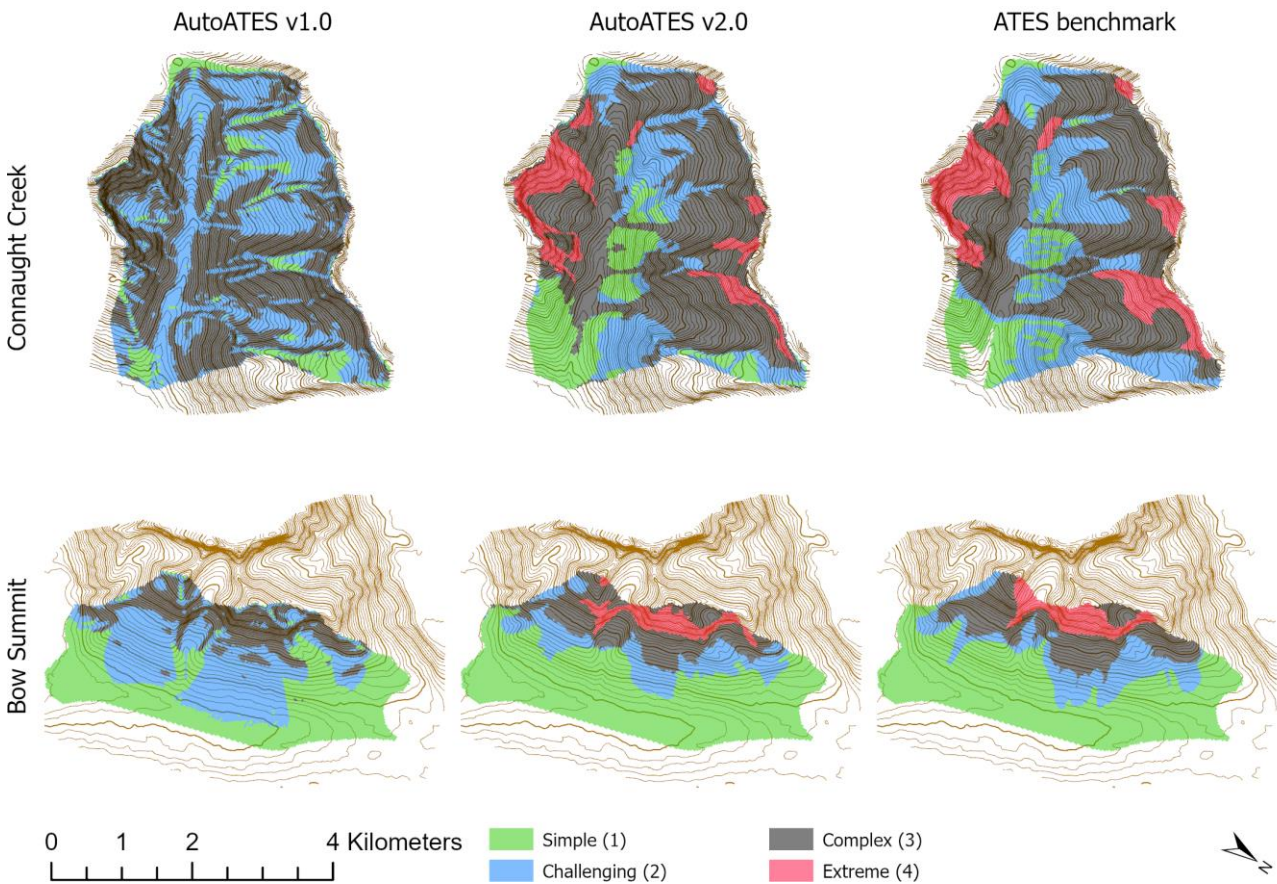 AutoATES v1.0
AutoATES v2.0
ATES benchmark
Connaught Creek
Bow Summit
0 1 2 4 Kilometers
Simple (1)
Complex (3)
Challenging (2)
Extreme (4)
N